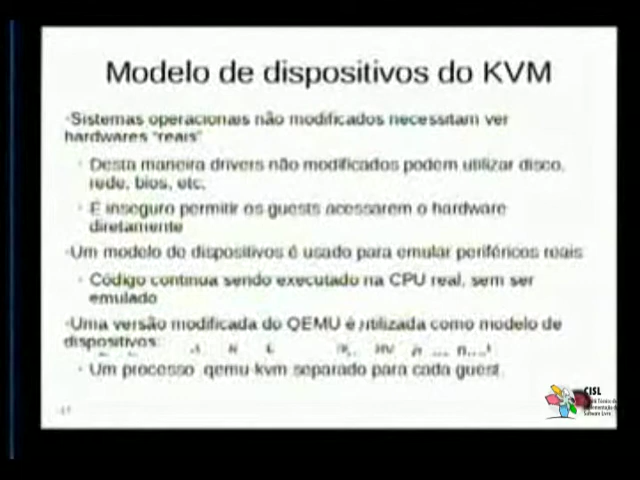 Modelo de dispositivos do KVM
·Sistemas operacionais não modificados necessitam ver
hardwares "reais"
· Desta maneira drivers não modificados podem utilizar disco,
rede, bios, etc.
· É inseguro permitir os guests acessarem o hardware
diretamente
·Um modelo de dispositivos é usado para emular periféricos reais
· Código continua sendo executado na CPU real, sem ser
emulado
·Uma versão modificada do QEMU é utilizada como modelo de
dispositivos
· Um processo qemu-kvm separado para cada guest
CISL
Software Livre